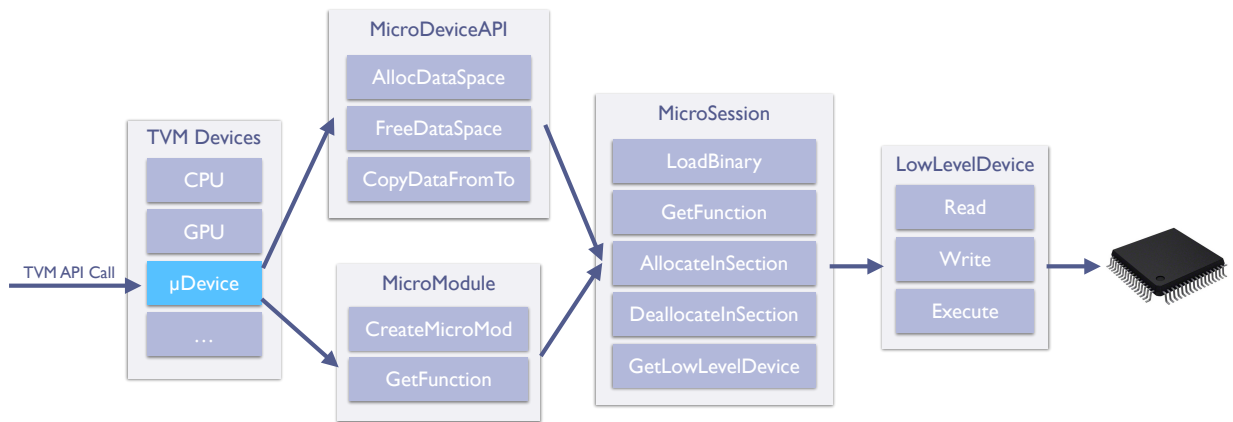 TVM API Call
TVM Devices
CPU
GPU
µDevice
...
MicroDeviceAPI
AllocDataSpace
FreeDataSpace
CopyDataFromTo
MicroModule
CreateMicroMod
GetFunction
MicroSession
LoadBinary
GetFunction
AllocateInSection
DeallocateInSection
GetLowLevelDevice
LowLevelDevice
Read
Write
Execute